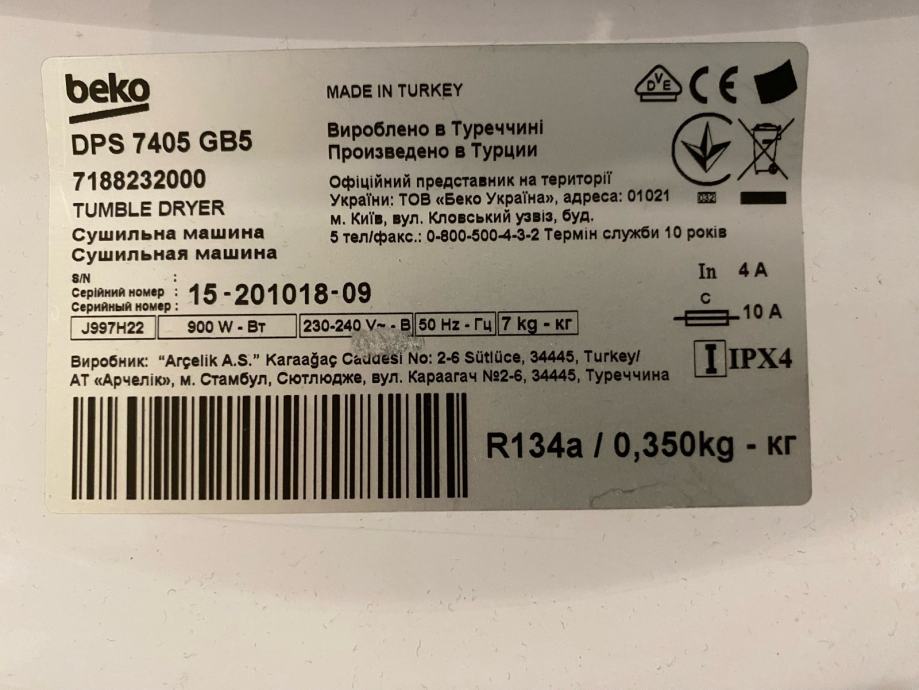 beko
MADE IN TURKEY
DPS 7405 GB5
7188232000
TUMBLE DRYER
Сушильна машина
Сушильная машина
Вироблено в Туреччині
Произведено в Турции
Офіційний представник на території
України: ТОВ «Беко Україна», адреса: 01021
м. Київ, вул. Кловський узвіз, буд.
5 тел/факс.: 0-800-500-4-3-2 Термін служби 10 років
DVE
CE
032
S/N :
Серійний номер : 15-201018-09
Серийный номер :
In 4 A
C
10 A
J997H22 900 W - Вт 230-240 V~ - В 50 Hz - Гц 7 kg - кг
Виробник: “Arçelik A.S.” Karaağaç Caddesi No: 2-6 Sütlüce, 34445, Turkey/
АТ «Арчелік», м. Стамбул, Сютлюдже, вул. Караагач №2-6, 34445, Туреччина
I IPX4
R134a / 0,350kg - кг